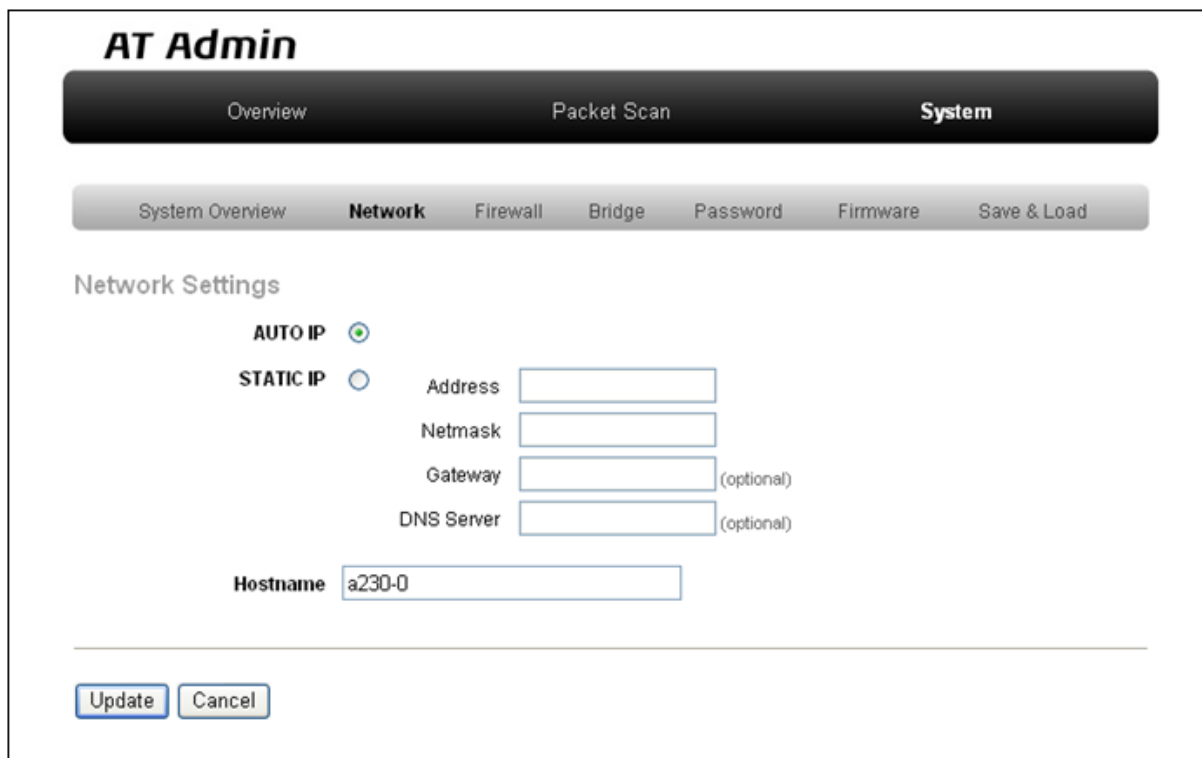 AT Admin
Overview Packet Scan System
System Overview Network Firewall Bridge Password Firmware Save & Load
Network Settings
AUTO IP
STATIC IP Address
Netmask
Gateway (optional)
DNS Server (optional)
Hostname a230-0
Update Cancel